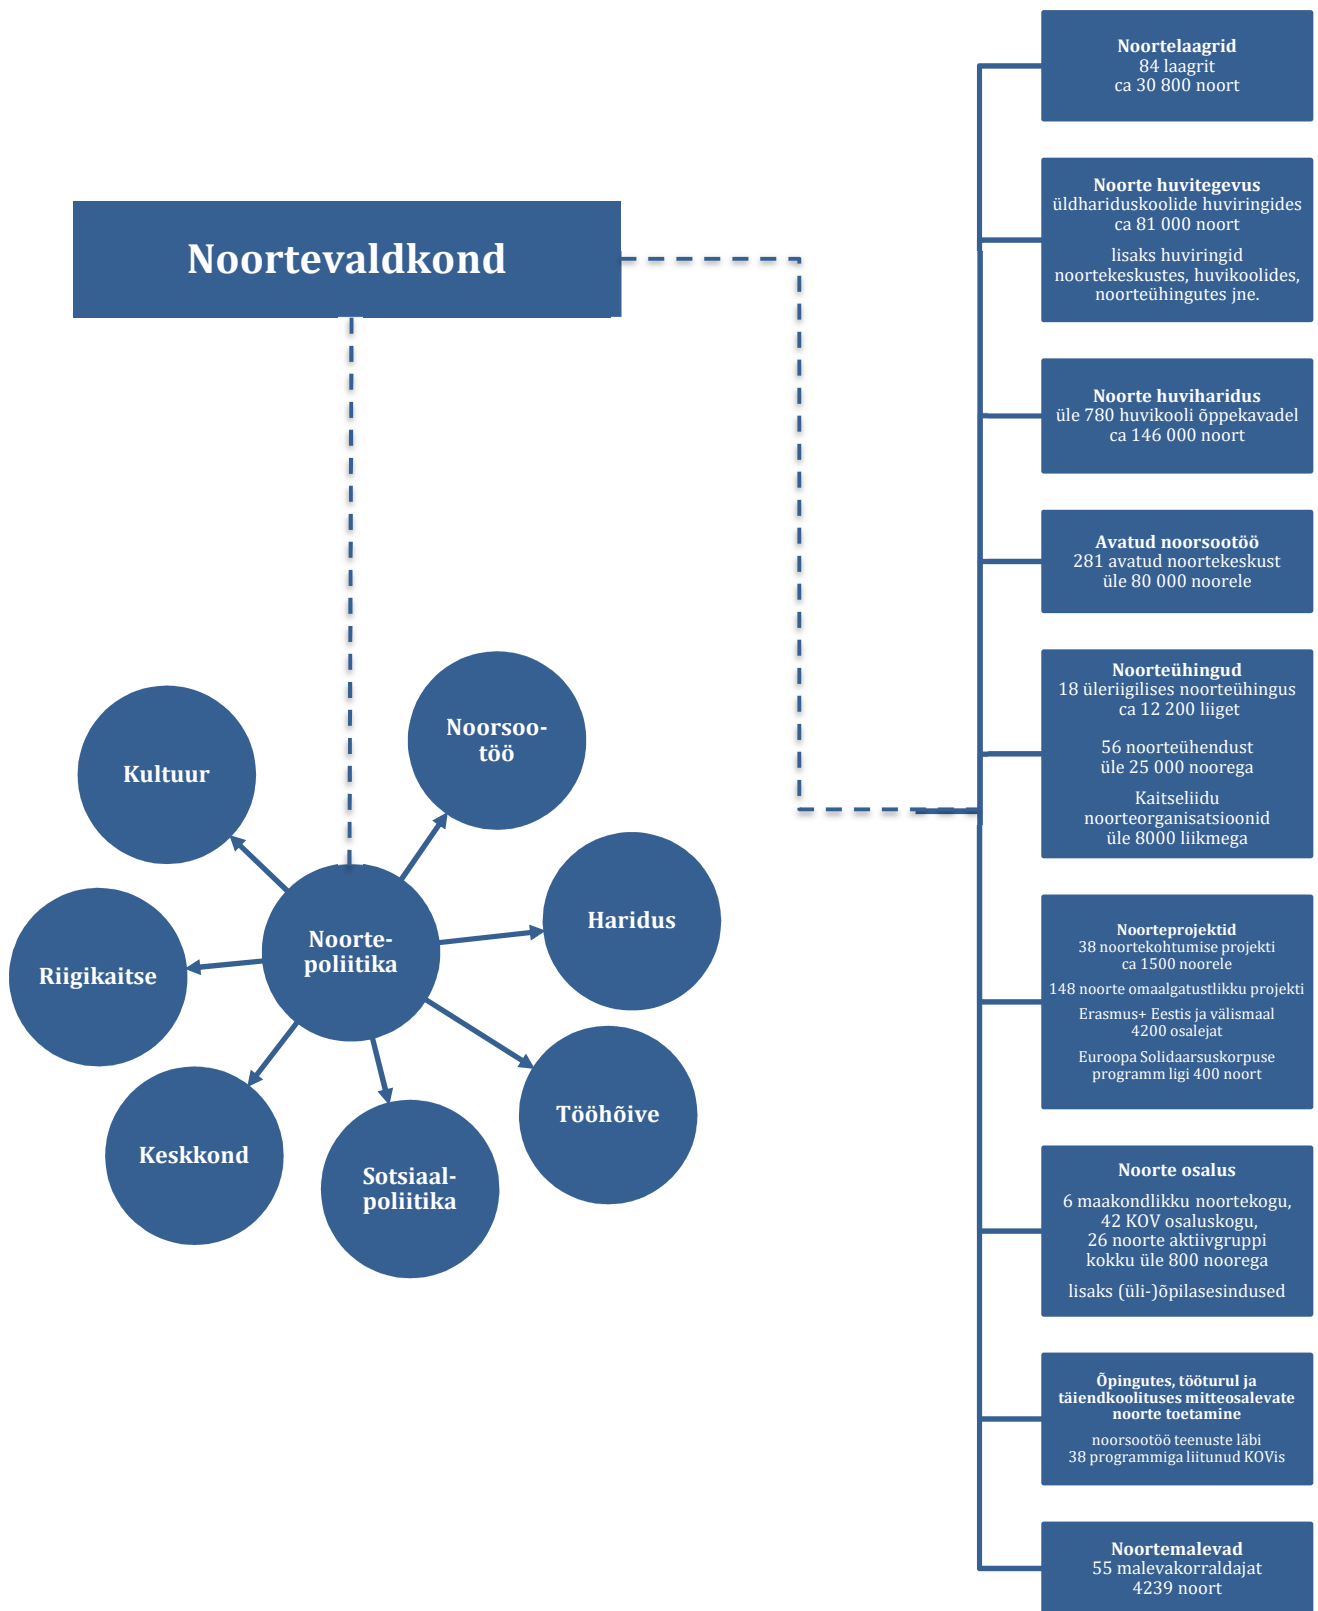 Noortevaldkond
Kultuur
Noorsoo-
töö
Haridus
Noorte-
poliitika
Riigikaitse
Tööhõive
Keskkond
Sotsiaal-
poliitika
Noortelaagrid
84 laagrit
ca 30 800 noort
Noorte huvitegevus
üldhariduskoolide huviringides
ca 81 000 noort
lisaks huviringid
noortekeskustes, huvikoolides,
noorteühingutes jne.
Noorte huviharidus
üle 780 huvikooli õppekavadel
ca 146 000 noort
Avatud noorsootöö
281 avatud noortekeskust
üle 80 000 noorele
Noorteühingud
18 üleriigilises noorteühingus
ca 12 200 liiget
56 noorteühendust
üle 25 000 noorega
Kaitseliidu
noorteorganisatsioonid
üle 8000 liikmega
Noorteprojektid
38 noortekohtumise projekti
ca 1500 noorele
148 noorte omaalgatustlikku projekti
Erasmus+ Eestis ja välismaal
4200 osalejat
Euroopa Solidaarsuskorpuse
programm ligi 400 noort
Noorte osalus
6 maakondlikku noortekogu,
42 KOV osaluskogu,
26 noorte aktiivgruppi
kokku üle 800 noorega
lisaks (üli-)õpilasesindused
Õpingutes, tööturul ja
täiendkoolituses mitteosalevate
noorte toetamine
noorsootöö teenuste läbi
38 programmiga liitunud KOVis
Noortemalevad
55 malevakorraldajat
4239 noort